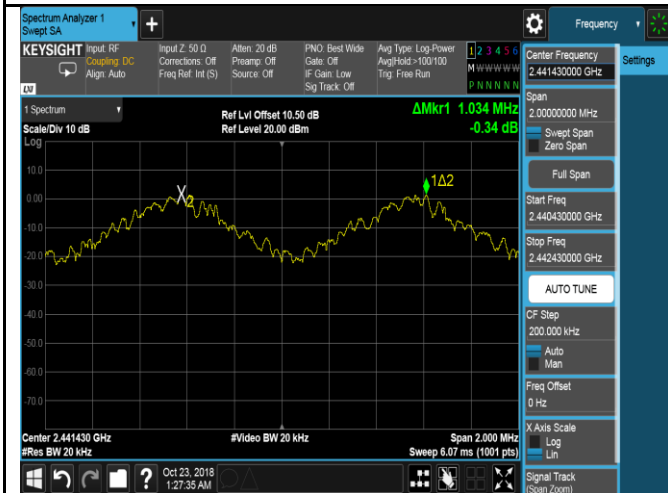 Spectrum Analyzer 1
Swept SA
+
Frequency
KEYSIGHT
Input: RF
Coupling: DC
Align: Auto
Input Z: 50 Ω
Corrections: Off
Freq Ref: Int (S)
Atten: 20 dB
Preamp: Off
Source: Off
PNO: Best Wide
Gate: Off
IF Gain: Low
Sig Track: Off
Avg Type: Log-Power
Avg|Hold:>100/100
Trig: Free Run
1 2 3 4 5 6
M W W W W W
P N N N N N
LXI
1 Spectrum
Scale/Div 10 dB
Log
Ref Lvl Offset 10.50 dB
Ref Level 20.00 dBm
ΔMkr1 1.034 MHz
-0.34 dB
10.0
0.00
-10.0
-20.0
-30.0
-40.0
-50.0
-60.0
-70.0
X2
1Δ2
Center 2.441430 GHz
#Res BW 20 kHz
#Video BW 20 kHz
Span 2.000 MHz
Sweep 6.07 ms (1001 pts)
?
Oct 23, 2018
1:27:35 AM
Center Frequency
2.441430000 GHz
Settings
Span
2.00000000 MHz
Swept Span
Zero Span
Full Span
Start Freq
2.440430000 GHz
Stop Freq
2.442430000 GHz
AUTO TUNE
CF Step
200.000 kHz
Auto
Man
Freq Offset
0 Hz
X Axis Scale
Log
Lin
Signal Track
(Span Zoom)